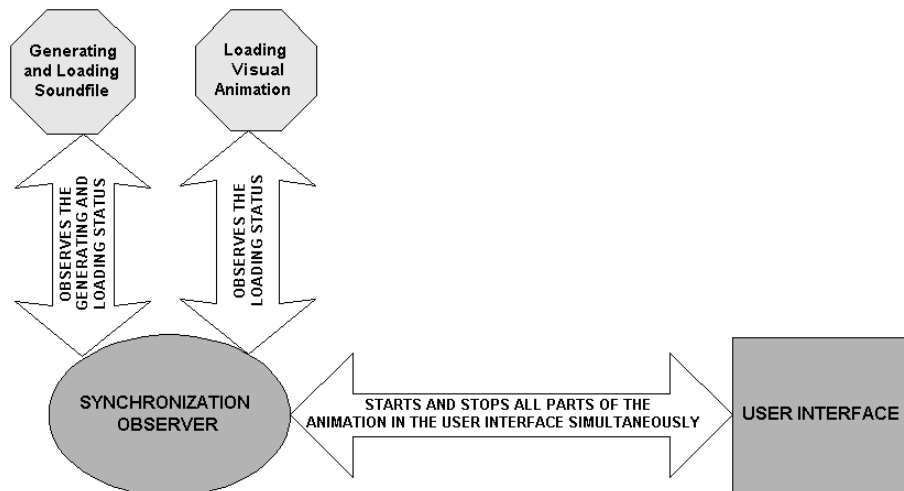 Generating
and Loading
Soundfile
Loading
Visual
Animation
OBSERVES THE
GENERATING AND
LOADING STATUS
OBSERVES THE
LOADING STATUS
SYNCHRONIZATION
OBSERVER
STARTS AND STOPS ALL PARTS OF THE
ANIMATION IN THE USER INTERFACE SIMULTANEOUSLY
USER INTERFACE